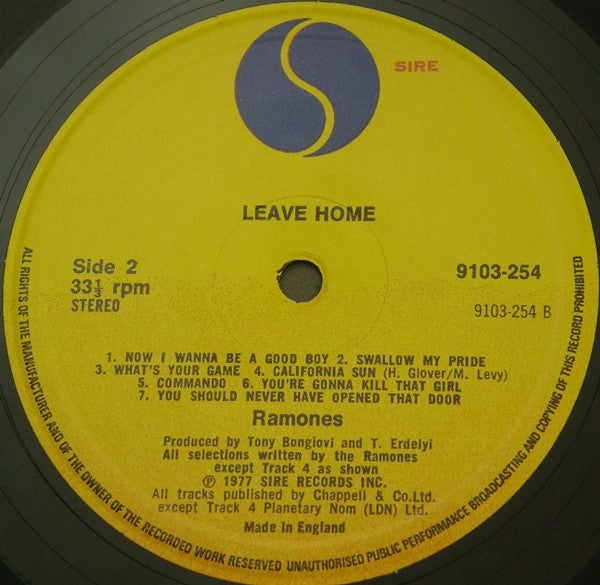 SIRE
LEAVE HOME
Side 2
33⅓ rpm
STEREO
9103-254
9103-254 B
1. NOW I WANNA BE A GOOD BOY 2. SWALLOW MY PRIDE
3. WHAT'S YOUR GAME 4. CALIFORNIA SUN (H. Glover/M. Levy)
5. COMMANDO 6. YOU'RE GONNA KILL THAT GIRL
7. YOU SHOULD NEVER HAVE OPENED THAT DOOR
Ramones
Produced by Tony Bongiovi and T. Erdelyi
All selections written by the Ramones
except Track 4 as shown
℗ 1977 SIRE RECORDS INC.
All tracks published by Chappell & Co.Ltd.
except Track 4 Planetary Nom (LDN) Ltd.
Made In England
ALL RIGHTS OF THE MANUFACTURER AND OF THE OWNER OF THE RECORDED WORK RESERVED UNAUTHORISED PUBLIC PERFORMANCE BROADCASTING AND COPYING OF THIS RECORD PROHIBITED